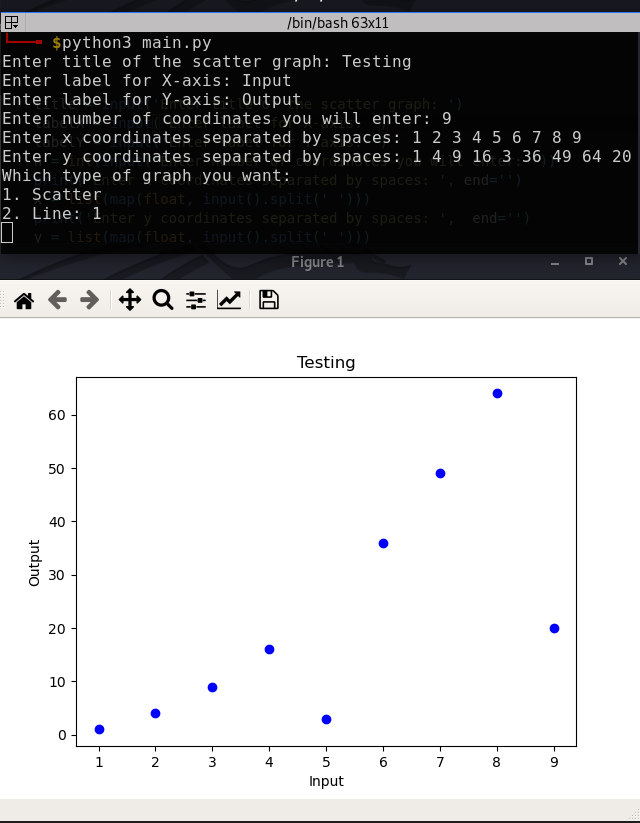 /bin/bash 63x11
$python3 main.py
Enter title of the scatter graph: Testing
Enter label for X-axis: Input
Enter label for Y-axis: Output
Enter number of coordinates you will enter: 9
Enter x coordinates separated by spaces: 1 2 3 4 5 6 7 8 9
Enter y coordinates separated by spaces: 1 4 9 16 3 36 49 64 20
Which type of graph you want:
1. Scatter
2. Line: 1
Figure 1
Testing
60
50
40
30
20
10
0
Output
1 2 3 4 5 6 7 8 9
Input